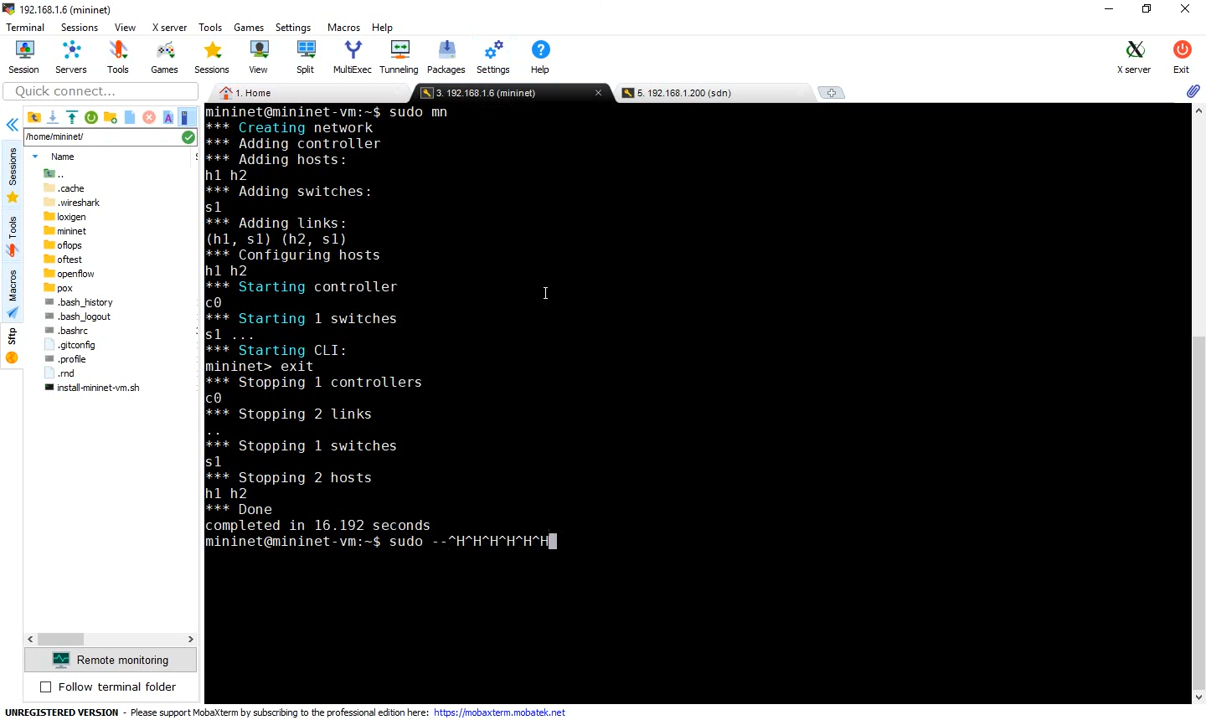 192.168.1.6 (mininet)
Terminal Sessions View X server Tools Games Settings Macros Help
Session Servers Tools Games Sessions View Split MultiExec Tunneling Packages Settings Help X server Exit
Quick connect...
1. Home
3. 192.168.1.6 (mininet)
5. 192.168.1.200 (sdn)
/home/mininet/
Name
..
.cache
.wireshark
loxigen
mininet
oflops
oftest
openflow
pox
.bash_history
.bash_logout
.bashrc
.gitconfig
.profile
.rnd
install-mininet-vm.sh
Sessions
Tools
Macros
Sftp
Remote monitoring
Follow terminal folder
mininet@mininet-vm:~$ sudo mn
*** Creating network
*** Adding controller
*** Adding hosts:
h1 h2
*** Adding switches:
s1
*** Adding links:
(h1, s1) (h2, s1)
*** Configuring hosts
h1 h2
*** Starting controller
c0
*** Starting 1 switches
s1 ...
*** Starting CLI:
mininet> exit
*** Stopping 1 controllers
c0
*** Stopping 2 links
..
*** Stopping 1 switches
s1
*** Stopping 2 hosts
h1 h2
*** Done
completed in 16.192 seconds
mininet@mininet-vm:~$ sudo --^H^H^H^H^H^H
UNREGISTERED VERSION - Please support MobaXterm by subscribing to the professional edition here: https://mobaxterm.mobatek.net